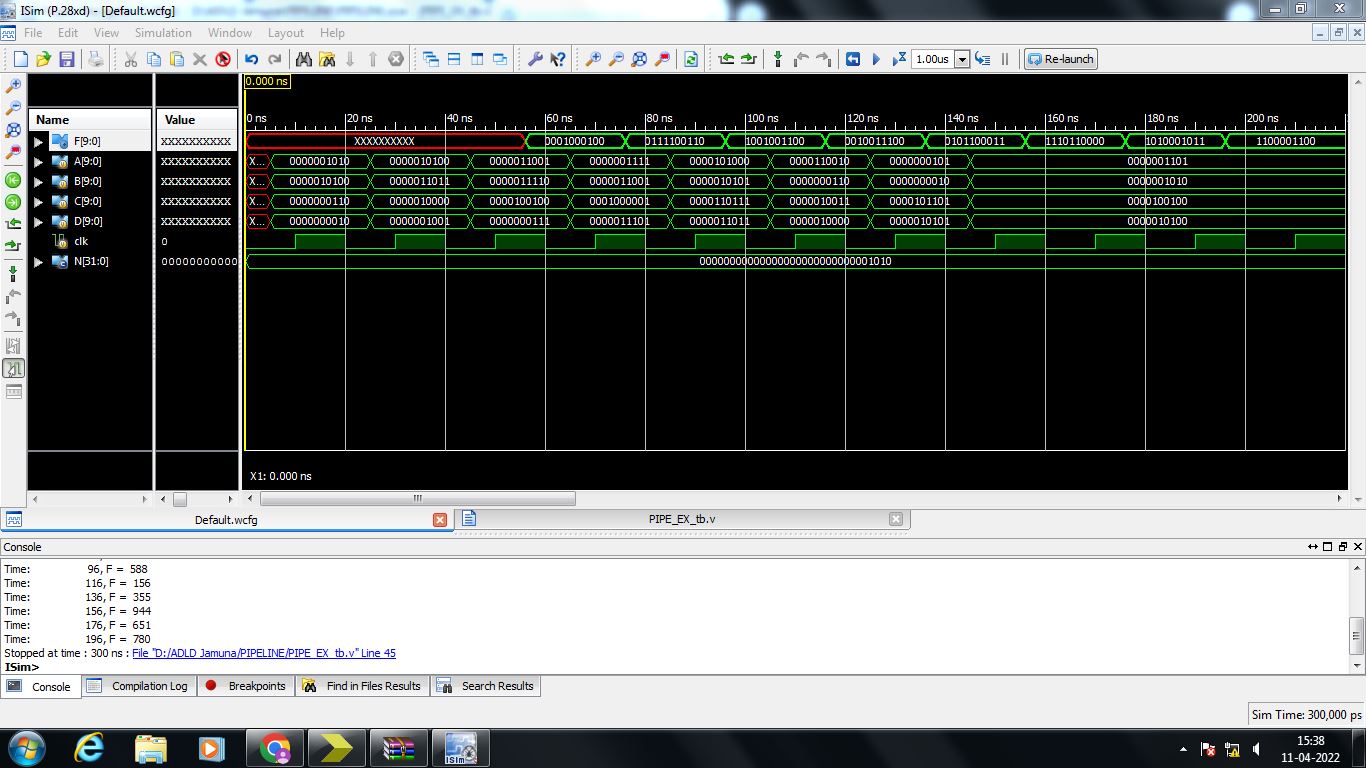 ISim (P.28xd) - [Default.wcfg]
File Edit View Simulation Window Layout Help
1.00us Re-launch
0.000 ns
Name Value
0 ns 20 ns 40 ns 60 ns 80 ns 100 ns 120 ns 140 ns 160 ns 180 ns 200 ns
F[9:0] XXXXXXXXXX XXXXXXXXXX 0001000100 0111100110 1001001100 0010011100 0101100011 1110110000 1010001011 1100001100
A[9:0] XXXXXXXXXX X... 0000001010 0000010100 0000011001 0000001111 0000101000 0000110010 0000000101 0000001101
B[9:0] XXXXXXXXXX X... 0000010100 0000011011 0000011110 0000011001 0000010101 0000000110 0000000010 0000001010
C[9:0] XXXXXXXXXX X... 0000000110 0000010000 0000100100 0001000001 0000110111 0000010011 0000101101 0000100100
D[9:0] XXXXXXXXXX X... 0000000010 0000001001 0000000111 0000011101 0000011011 0000010000 0000010101 0000010100
clk 0
N[31:0] 00000000000 00000000000000000000000000001010
X1: 0.000 ns
Default.wcfg PIPE_EX_tb.v
Console
Time: 96, F = 588
Time: 116, F = 156
Time: 136, F = 355
Time: 156, F = 944
Time: 176, F = 651
Time: 196, F = 780
Stopped at time : 300 ns : File "D:/ADLD Jamuna/PIPELINE/PIPE_EX_tb.v" Line 45
ISim>
Console Compilation Log Breakpoints Find in Files Results Search Results
Sim Time: 300,000 ps
ISim
15:38
11-04-2022